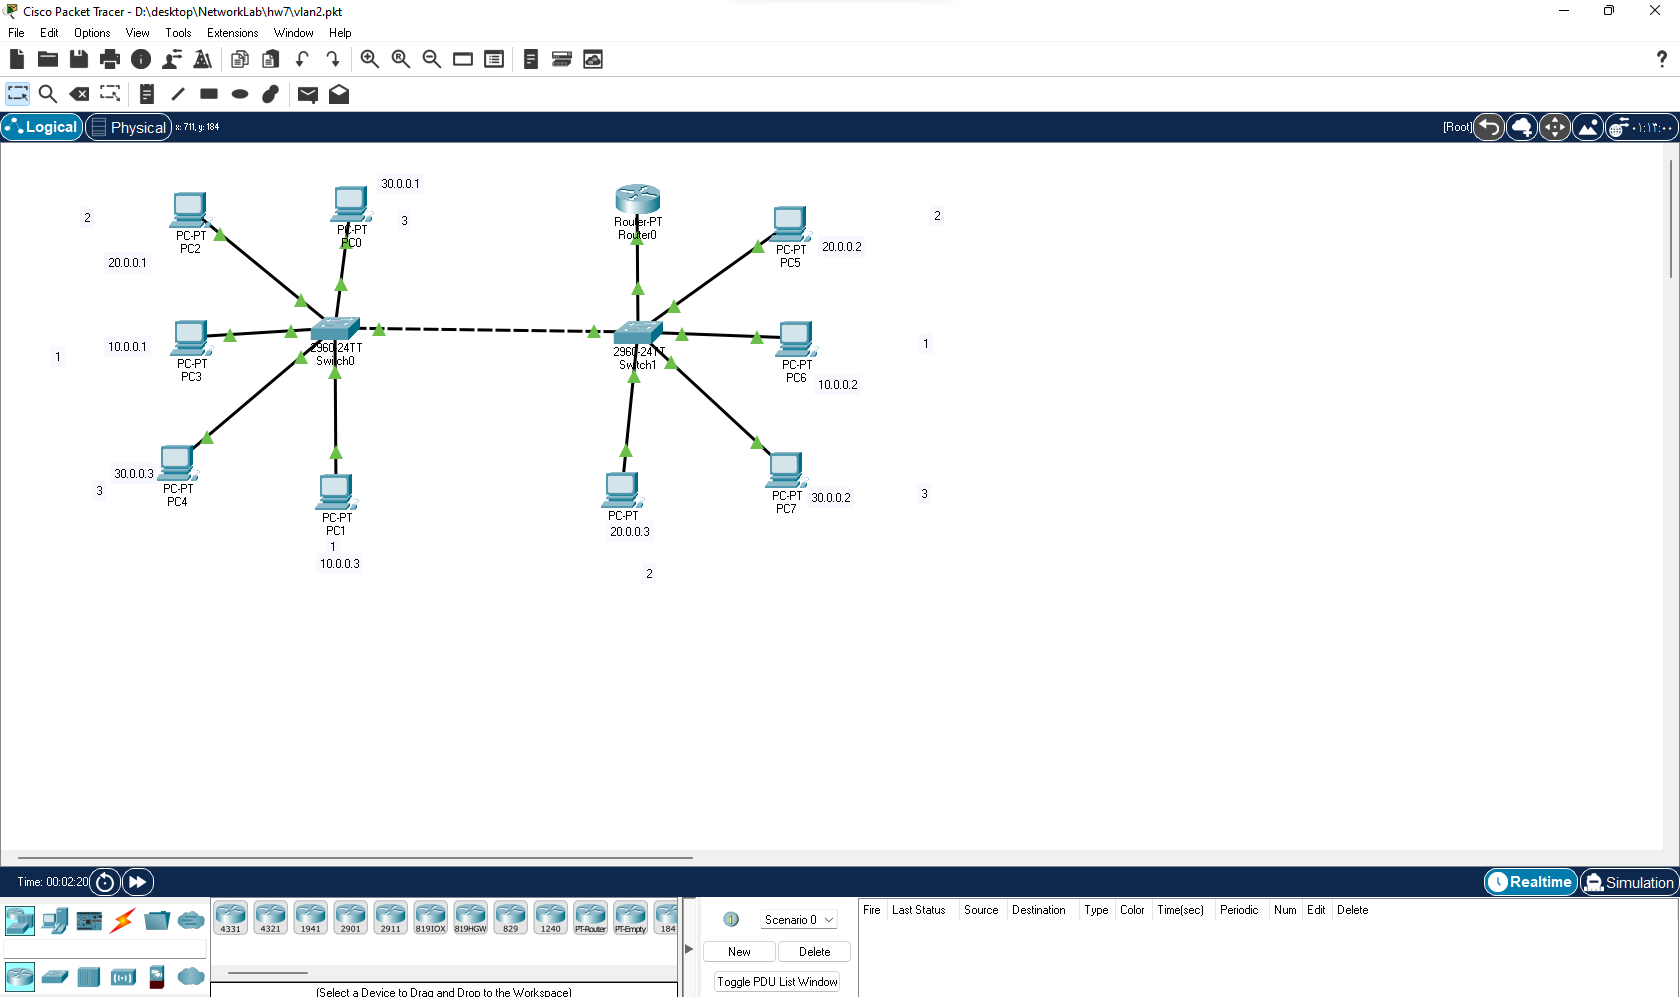 Cisco Packet Tracer - D:\desktop\NetworkLab\hw7\vlan2.pkt
File Edit Options View Tools Extensions Window Help
?
Logical Physical x: 711, y: 184 [Root] ٠١:١٣:٠٠
30.0.0.1
2
3
2
PC-PT
PC2
PC-PT
PC0
Router-PT
Router0
PC-PT
PC5
20.0.0.2
20.0.0.1
10.0.0.1
1
PC-PT
PC3
2960-24TT
Switch0
2960-24TT
Switch1
PC-PT
PC6
10.0.0.2
1
30.0.0.3
3
PC-PT
PC4
PC-PT
PC1
1
10.0.0.3
PC-PT
20.0.0.3
2
PC-PT
PC7
30.0.0.2
3
Time: 00:02:20 Realtime Simulation
4331 4321 1941 2901 2911 819IOX 819HGW 829 1240 PT-Router PT-Empty 184
(Select a Device to Drag and Drop to the Workspace)
Scenario 0
New Delete
Toggle PDU List Window
Fire Last Status Source Destination Type Color Time(sec) Periodic Num Edit Delete